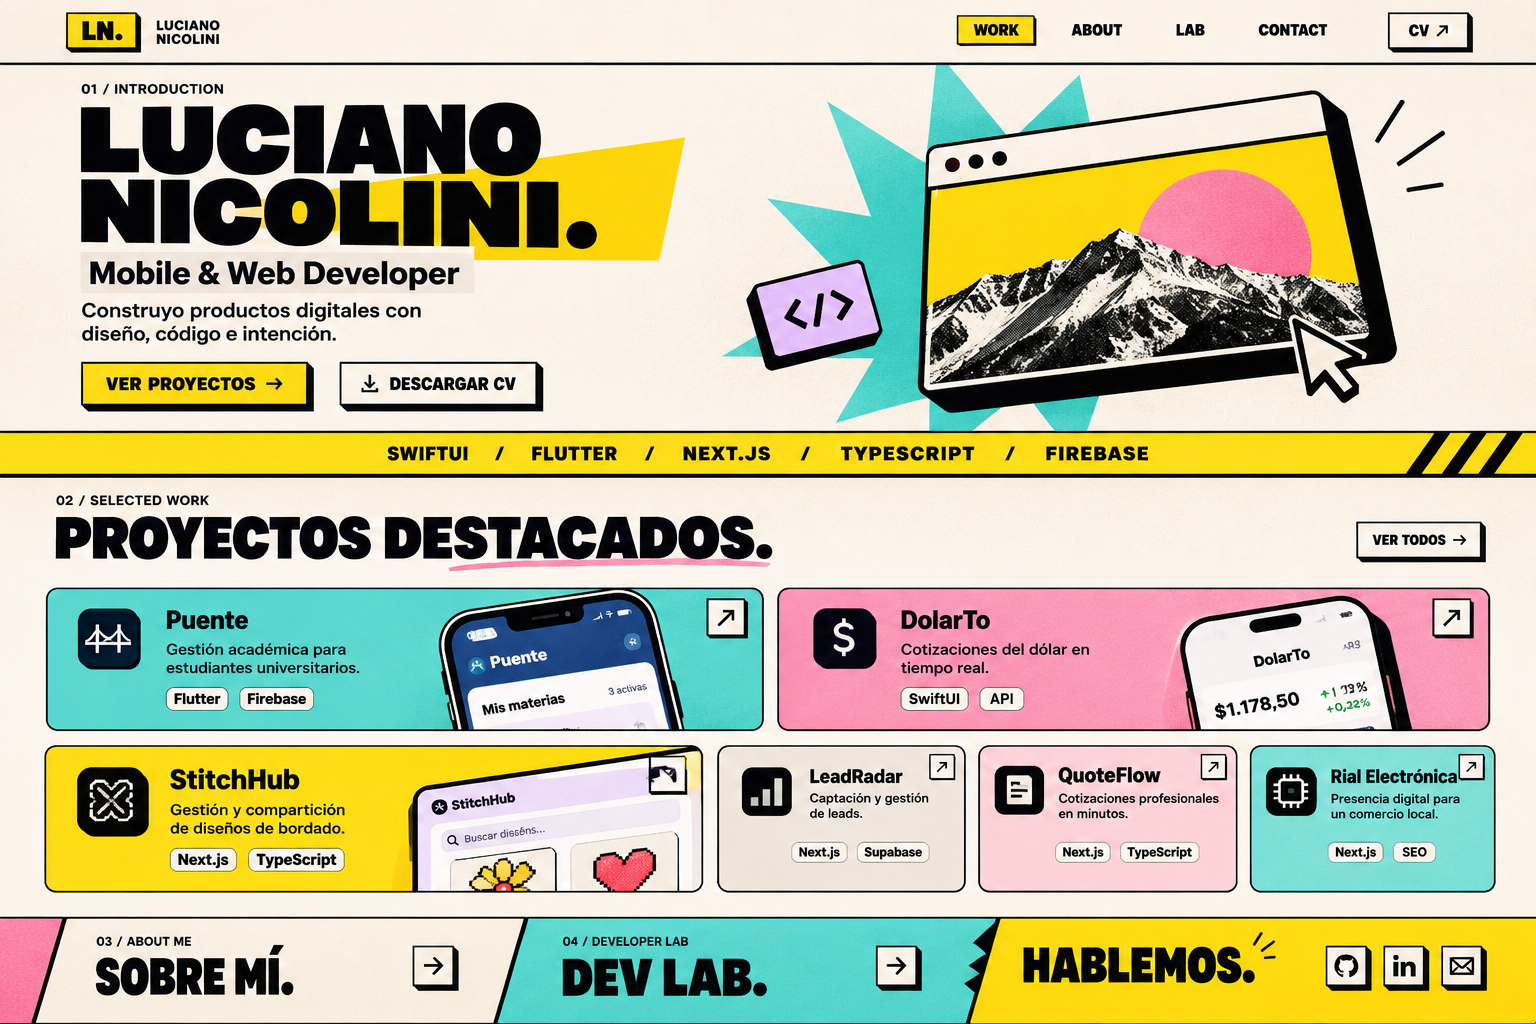 LN.
LUCIANO
NICOLINI
WORK
ABOUT
LAB
CONTACT
CV ↗
01 / INTRODUCTION
LUCIANO
NICOLINI.
Mobile & Web Developer
Construyo productos digitales con
diseño, código e intención.
VER PROYECTOS →
DESCARGAR CV
</>
SWIFTUI / FLUTTER / NEXT.JS / TYPESCRIPT / FIREBASE
02 / SELECTED WORK
PROYECTOS DESTACADOS.
VER TODOS →
Puente
Gestión académica para
estudiantes universitarios.
Flutter
Firebase
Puente
Mis materias
3 activas
$
DolarTo
Cotizaciones del dólar en
tiempo real.
SwiftUI
API
DolarTo
$1.178,50
+0,22%
StitchHub
Gestión y compartición
de diseños de bordado.
Next.js
TypeScript
StitchHub
Buscar
LeadRadar
Captación y gestión
de leads.
Next.js
Supabase
QuoteFlow
Cotizaciones profesionales
en minutos.
Next.js
TypeScript
Rial Electrónica
Presencia digital para
un comercio local.
Next.js
SEO
03 / ABOUT ME
SOBRE MÍ.
04 / DEVELOPER LAB
DEV LAB.
HABLEMOS.
in